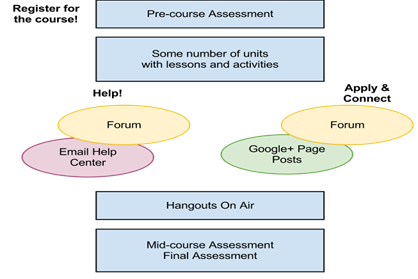 Register for
the course!
Pre-course Assessment
Some number of units
with lessons and activities
Help!
Apply &
Connect
Forum
Forum
Email Help
Center
Google+ Page
Posts
Hangouts On Air
Mid-course Assessment
Final Assessment